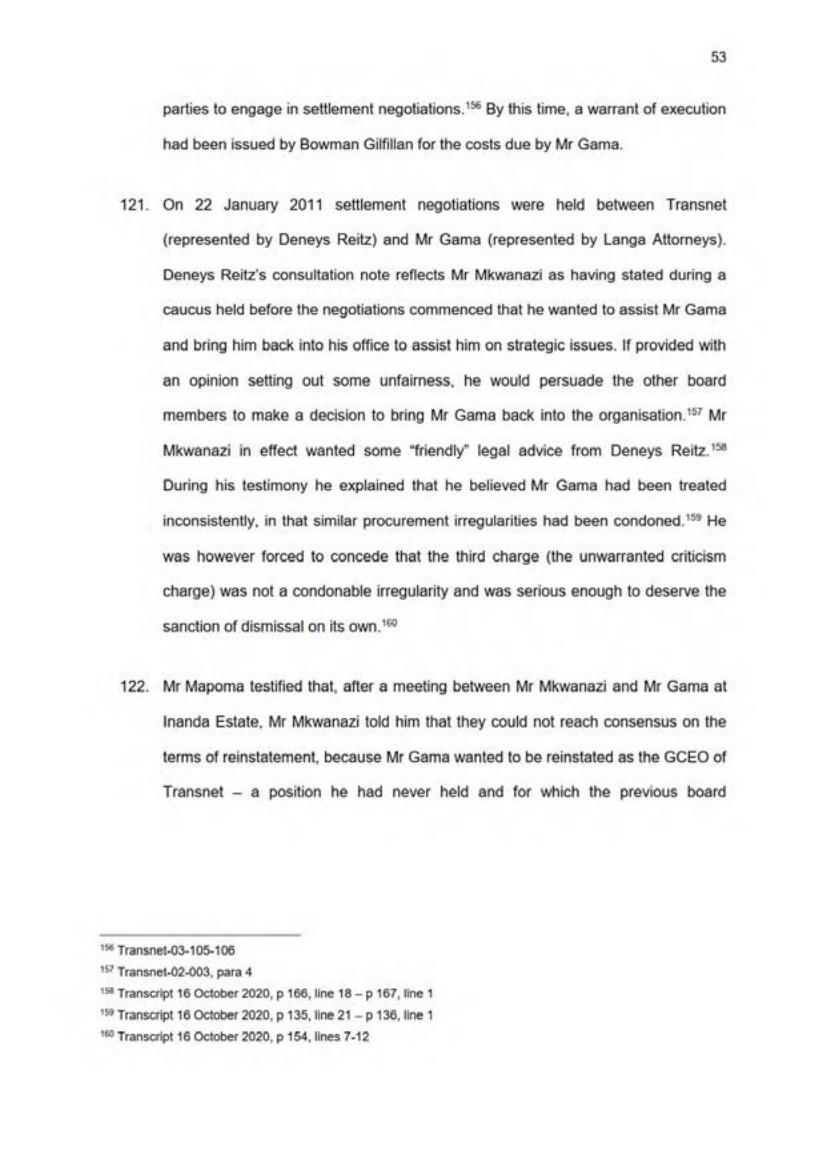 53
parties to engage in settlement negotiations.156 By this time, a warrant of execution
had been issued by Bowman Gilfillan for the costs due by Mr Gama.
121. On 22 January 2011 settlement negotiations were held between Transnet
(represented by Deneys Reitz) and Mr Gama (represented by Langa Attorneys).
Deneys Reitz's consultation note reflects Mr Mkwanazi as having stated during a
caucus held before the negotiations commenced that he wanted to assist Mr Gama
and bring him back into his office to assist him on strategic issues. If provided with
an opinion setting out some unfairness, he would persuade the other board
members to make a decision to bring Mr Gama back into the organisation.157 Mr
Mkwanazi in effect wanted some “friendly” legal advice from Deneys Reitz.158
During his testimony he explained that he believed Mr Gama had been treated
inconsistently, in that similar procurement irregularities had been condoned.159 He
was however forced to concede that the third charge (the unwarranted criticism
charge) was not a condonable irregularity and was serious enough to deserve the
sanction of dismissal on its own.160
122. Mr Mapoma testified that, after a meeting between Mr Mkwanazi and Mr Gama at
Inanda Estate, Mr Mkwanazi told him that they could not reach consensus on the
terms of reinstatement, because Mr Gama wanted to be reinstated as the GCEO of
Transnet – a position he had never held and for which the previous board
156 Transnet-03-105-106
157 Transnet-02-003, para 4
158 Transcript 16 October 2020, p 166, line 18 – p 167, line 1
159 Transcript 16 October 2020, p 135, line 21 – p 136, line 1
160 Transcript 16 October 2020, p 154, lines 7-12